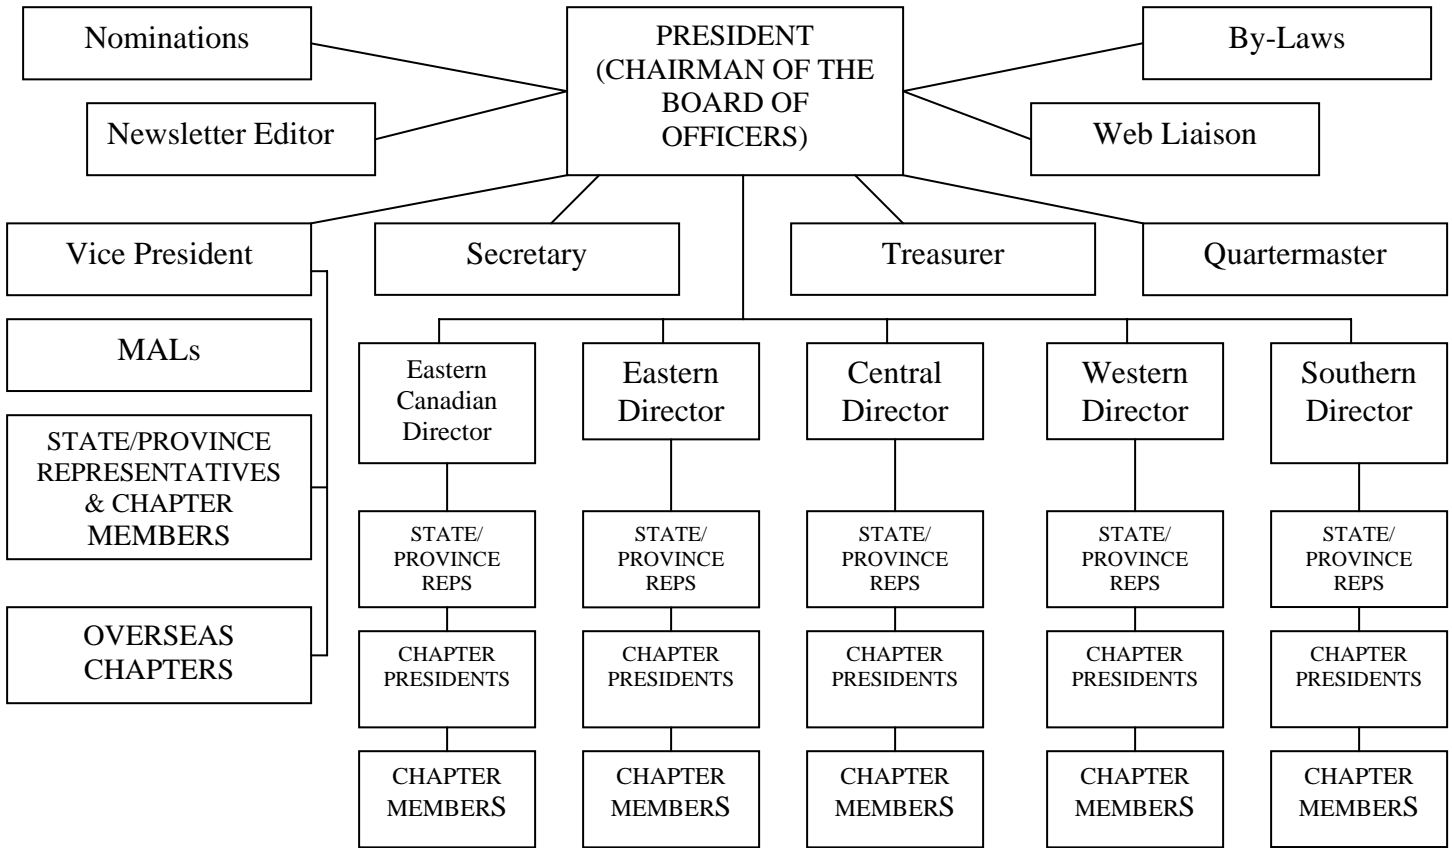 Nominations
PRESIDENT
(CHAIRMAN OF THE
BOARD OF
OFFICERS)
By-Laws
Newsletter Editor
Web Liaison
Vice President
Secretary
Treasurer
Quartermaster
MALs
STATE/PROVINCE
REPRESENTATIVES
& CHAPTER
MEMBERS
OVERSEAS
CHAPTERS
Eastern
Canadian
Director
Eastern
Director
Central
Director
Western
Director
Southern
Director
STATE/
PROVINCE
REPS
STATE/
PROVINCE
REPS
STATE/
PROVINCE
REPS
STATE/
PROVINCE
REPS
STATE/
PROVINCE
REPS
CHAPTER
PRESIDENTS
CHAPTER
PRESIDENTS
CHAPTER
PRESIDENTS
CHAPTER
PRESIDENTS
CHAPTER
PRESIDENTS
CHAPTER
MEMBERS
CHAPTER
MEMBERS
CHAPTER
MEMBERS
CHAPTER
MEMBERS
CHAPTER
MEMBERS